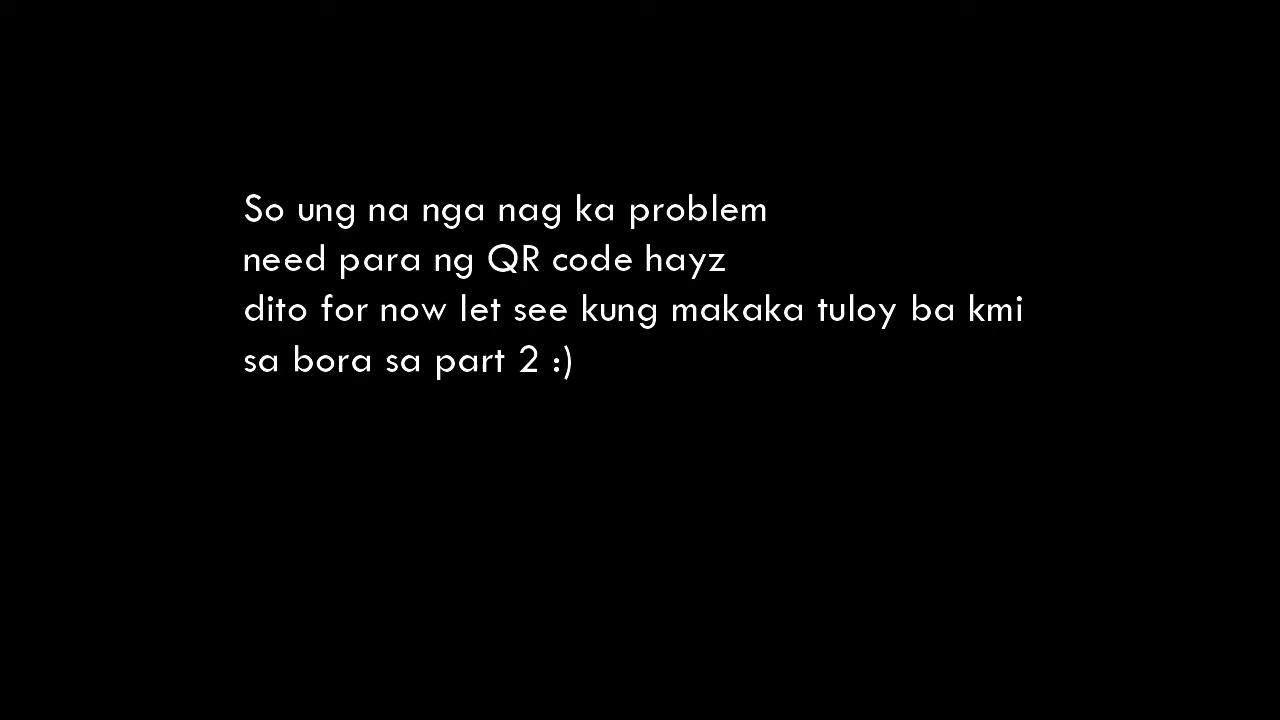 So ung na nga nag ka problem
need para ng QR code hayz
dito for now let see kung makaka tuloy ba kmi
sa bora sa part 2 :)